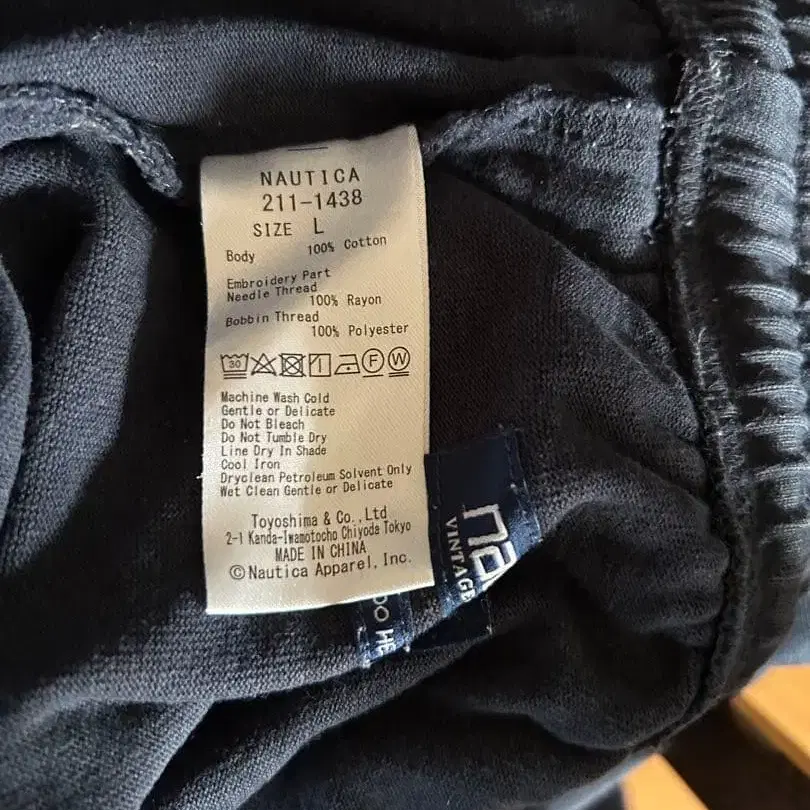 NAUTICA
211-1438
SIZE L
Body 100% Cotton
Embroidery Part
Needle Thread
100% Rayon
Bobbin Thread
100% Polyester
30 F W
Machine Wash Cold
Gentle or Delicate
Do Not Bleach
Do Not Tumble Dry
Line Dry In Shade
Cool Iron
Dryclean Petroleum Solvent Only
Wet Clean Gentle or Delicate
Toyoshima & Co., Ltd
2-1 Kanda-Iwamotocho Chiyoda Tokyo
MADE IN CHINA
©Nautica Apparel, Inc.
na
VINTAGE